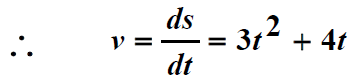 ∴ v = ds/dt = 3t² + 4t